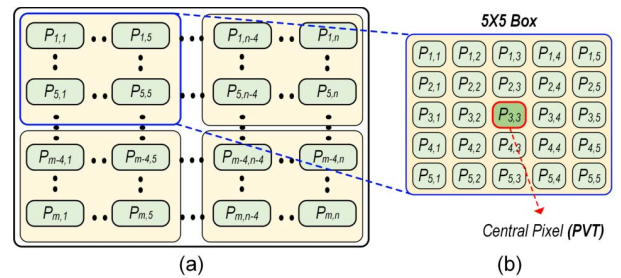 P1,1 P1,5 P1,n-4 P1,n
P5,1 P5,5 P5,n-4 P5,n
Pm-4,1 Pm-4,5 Pm-4,n-4 Pm-4,n
Pm,1 Pm,5 Pm,n-4 Pm,n
(a)
5X5 Box
P1,1 P1,2 P1,3 P1,4 P1,5
P2,1 P2,2 P2,3 P2,4 P2,5
P3,1 P3,2 P3,3 P3,4 P3,5
P4,1 P4,2 P4,3 P4,4 P4,5
P5,1 P5,2 P5,3 P5,4 P5,5
Central Pixel (PVT)
(b)